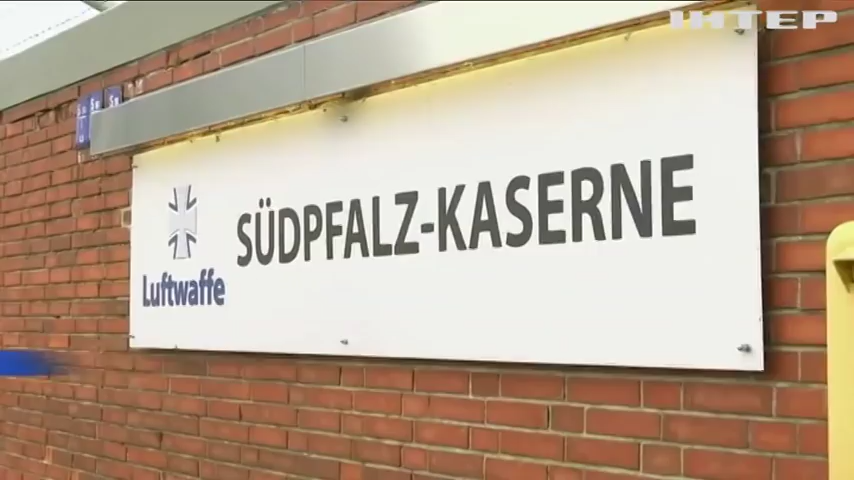 ІНТЕР
SÜDPFALZ-KASERNE
Luftwaffe